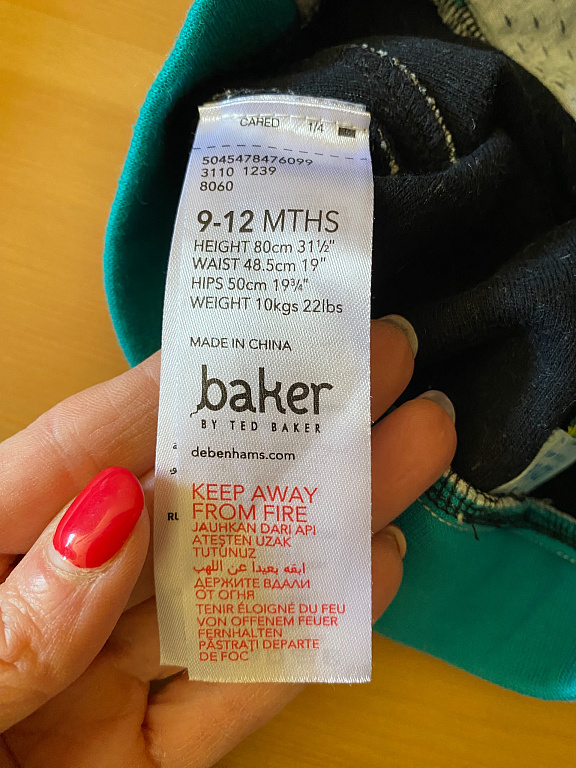 CAHED 1/4
5045478476099
3110 1239
8060
9-12 MTHS
HEIGHT 80cm 31½"
WAIST 48.5cm 19"
HIPS 50cm 19¾"
WEIGHT 10kgs 22lbs
MADE IN CHINA
baker
BY TED BAKER
debenhams.com
KEEP AWAY
FROM FIRE
JAUHKAN DARI API
ATEŞTEN UZAK
TUTUNUZ
ابقه بعيدا عن اللهب
ДЕРЖИТЕ ВДАЛИ
ОТ ОГНЯ
TENIR ÉLOIGNÉ DU FEU
VON OFFENEM FEUER
FERNHALTEN
PĂSTRAŢI DEPARTE
DE FOC